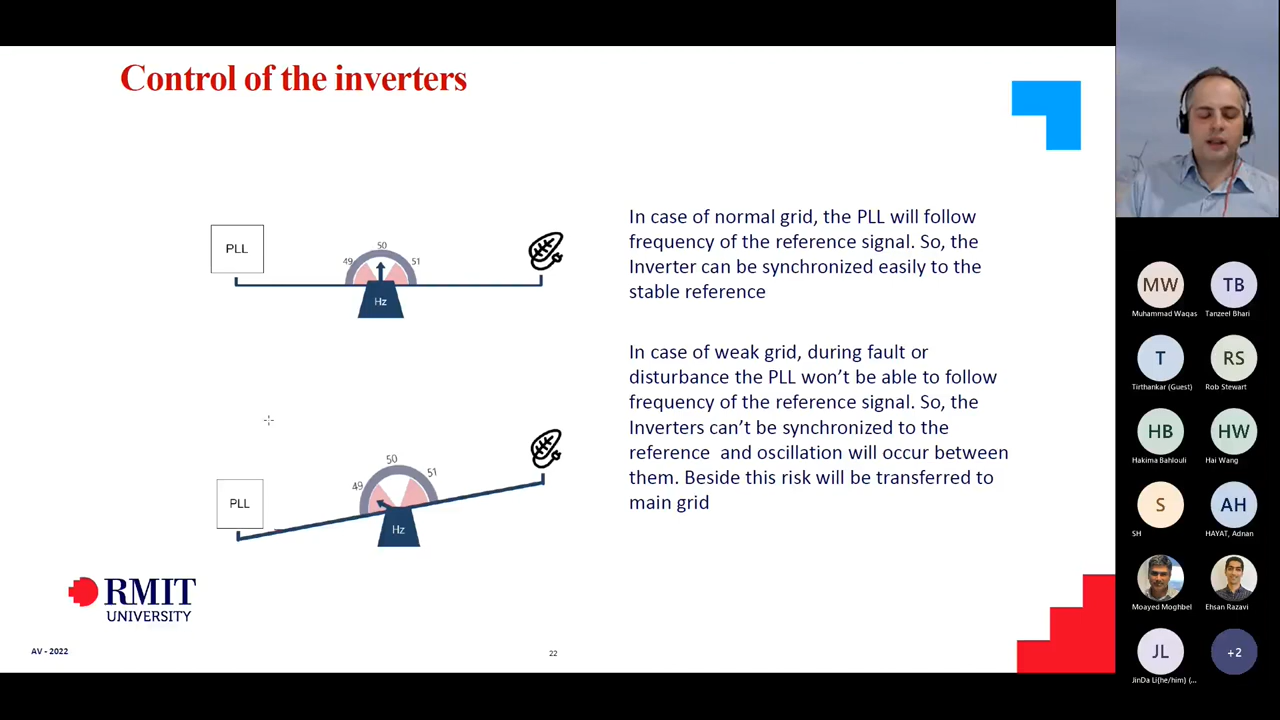 Control of the inverters
PLL
49
50
51
Hz
In case of normal grid, the PLL will follow
frequency of the reference signal. So, the
Inverter can be synchronized easily to the
stable reference
In case of weak grid, during fault or
disturbance the PLL won't be able to follow
frequency of the reference signal. So, the
Inverters can't be synchronized to the
reference and oscillation will occur between
them. Beside this risk will be transferred to
main grid
PLL
49
50
51
Hz
RMIT
UNIVERSITY
AV - 2022
22
MW
Muhammad Waqas
TB
Tanzeel Bhari
T
Tirthankar (Guest)
RS
Rob Stewart
HB
Hakima Bahlouli
HW
Hai Wang
S
SH
AH
HAYAT, Adnan
Moayed Moghbel
Ehsan Razavi
JL
JinDa Li(he/him) (...
+2